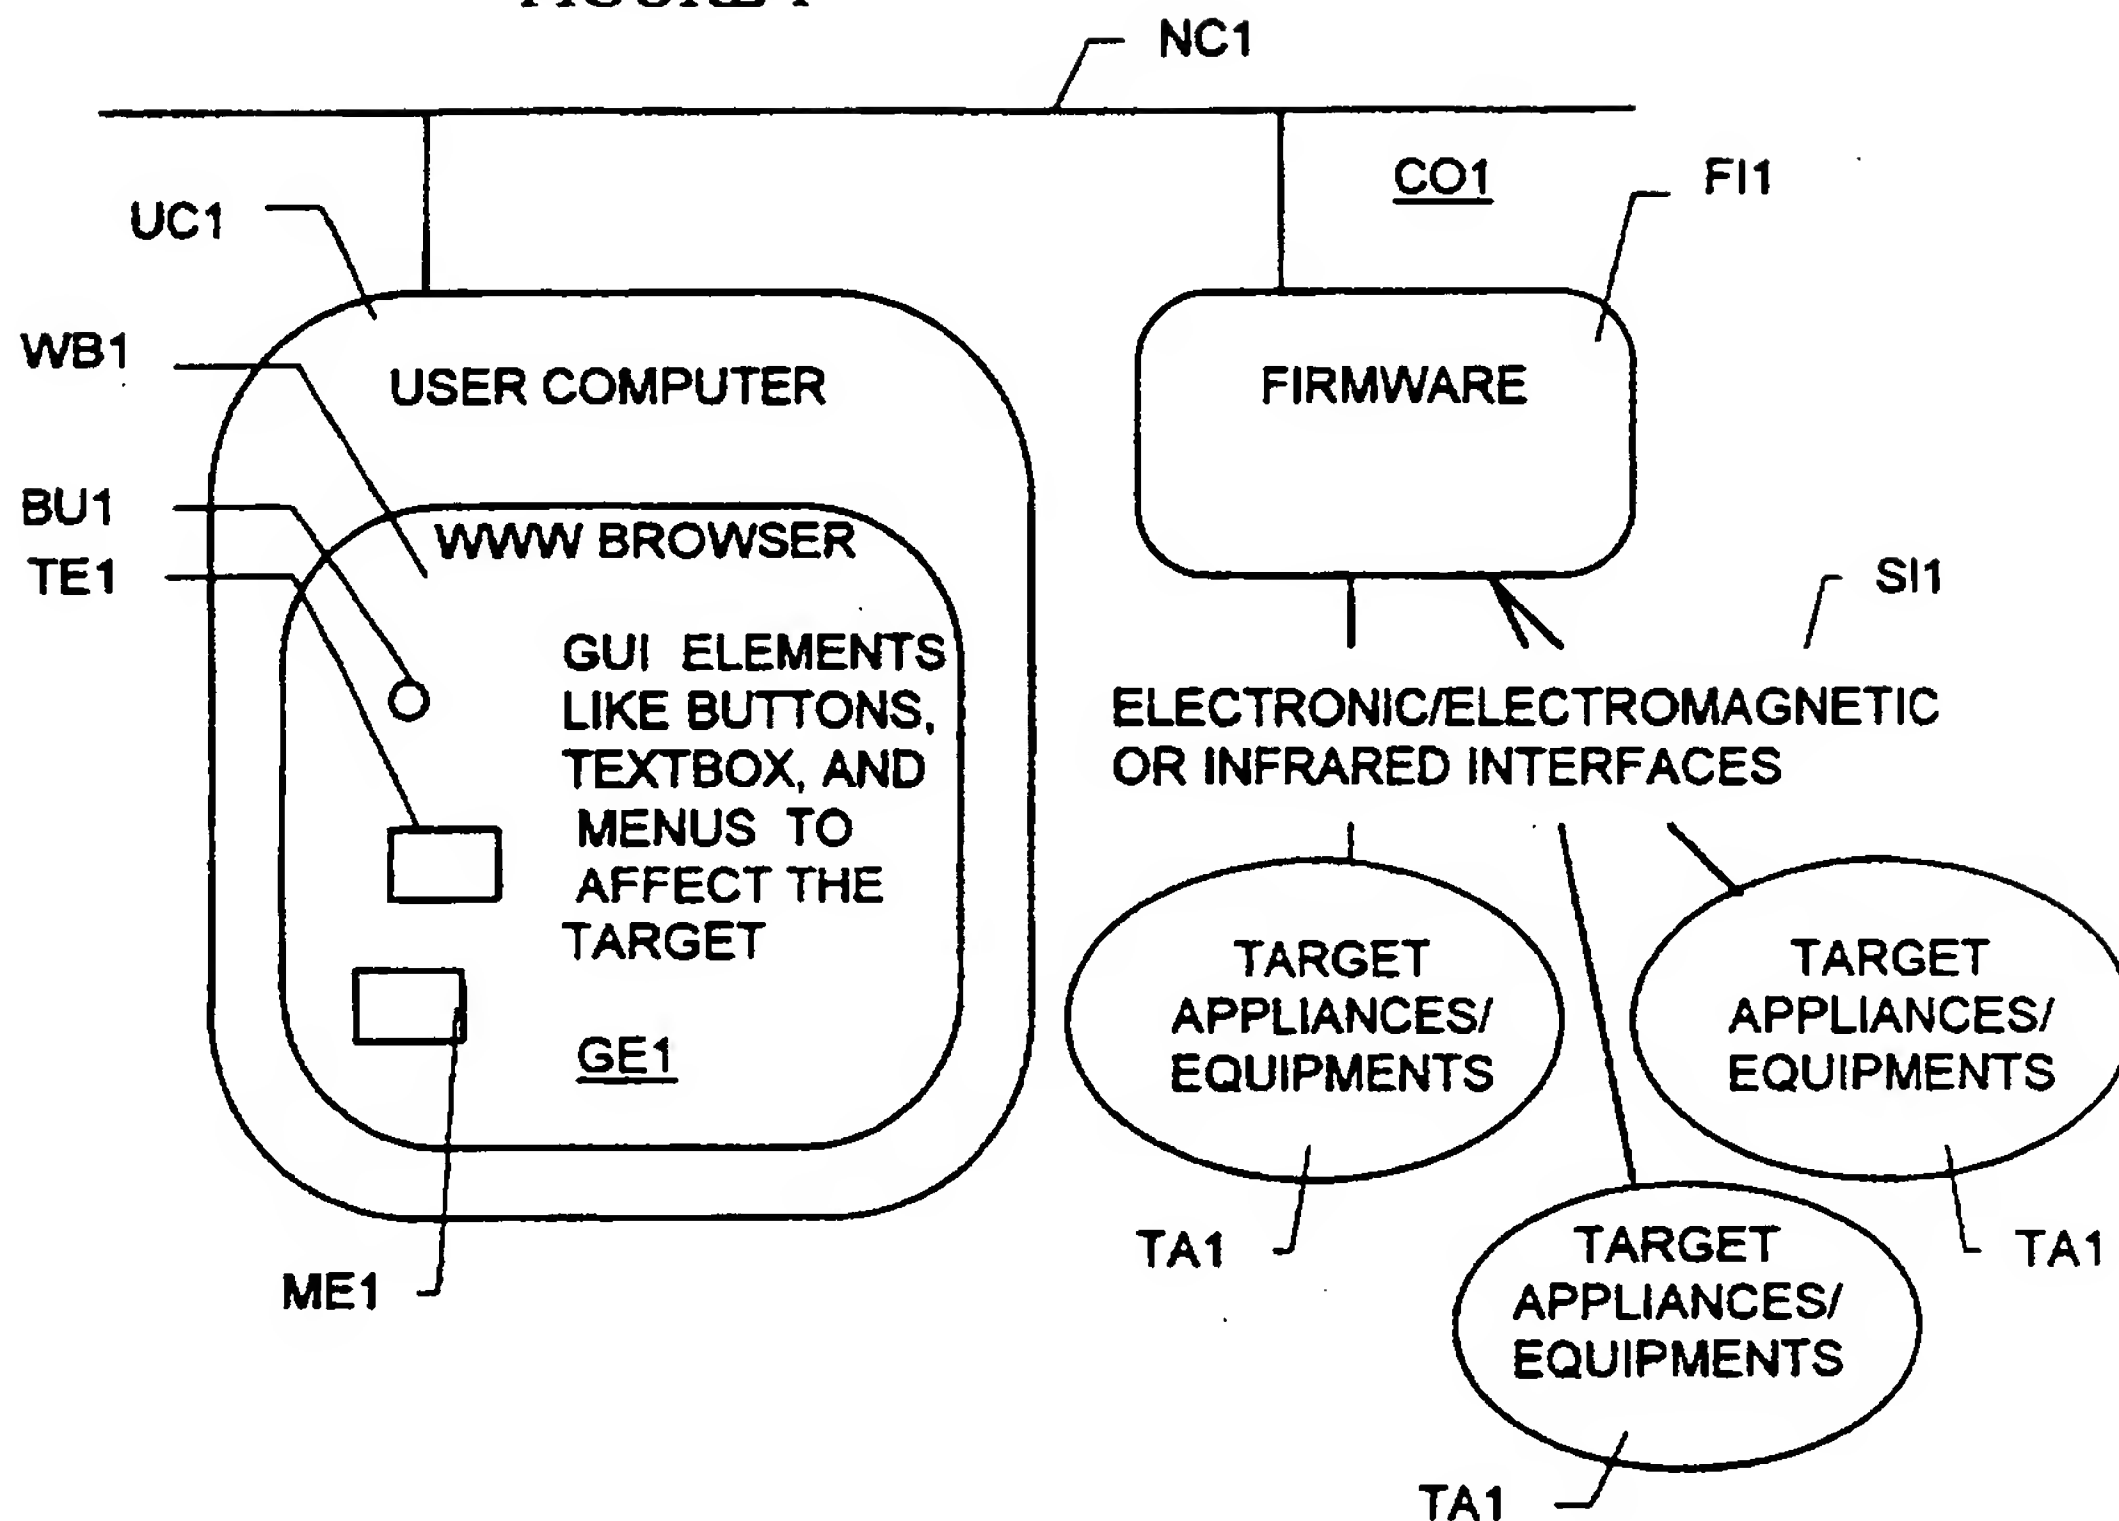 NC1
CO1
FI1
UC1
WB1
USER COMPUTER
FIRMWARE
BU1
WWW BROWSER
TE1
SI1
GUI ELEMENTS
LIKE BUTTONS,
TEXTBOX, AND
MENUS TO
AFFECT THE
TARGET
ELECTRONIC/ELECTROMAGNETIC
OR INFRARED INTERFACES
TARGET
APPLIANCES/
EQUIPMENTS
TARGET
APPLIANCES/
EQUIPMENTS
GE1
TA1
TA1
TARGET
APPLIANCES/
EQUIPMENTS
ME1
TA1